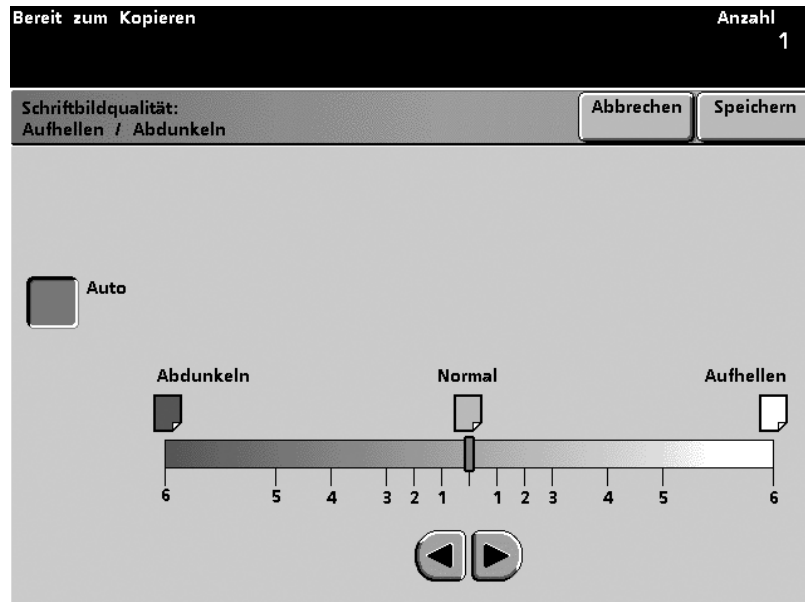 Bereit zum Kopieren
Anzahl
1
Schriftbildqualität:
Aufhellen / Abdunkeln
Abbrechen
Speichern
Auto
Abdunkeln
Normal
Aufhellen
6 5 4 3 2 1 1 2 3 4 5 6